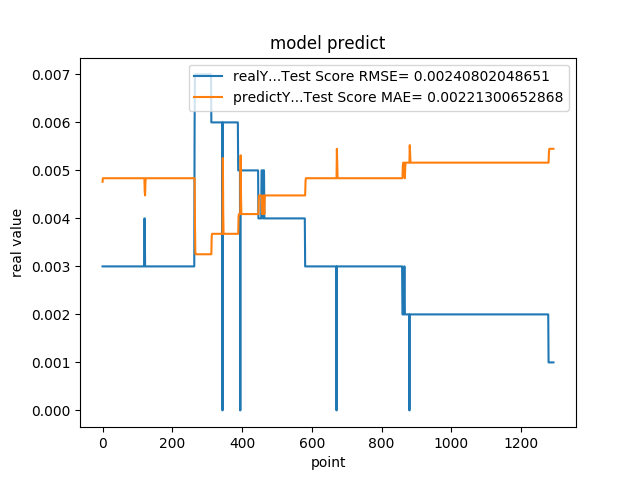 model predict
realY...Test Score RMSE= 0.00240802048651
predictY...Test Score MAE= 0.00221300652868
0.007
0.006
0.005
0.004
0.003
0.002
0.001
0.000
real value
0 200 400 600 800 1000 1200
point